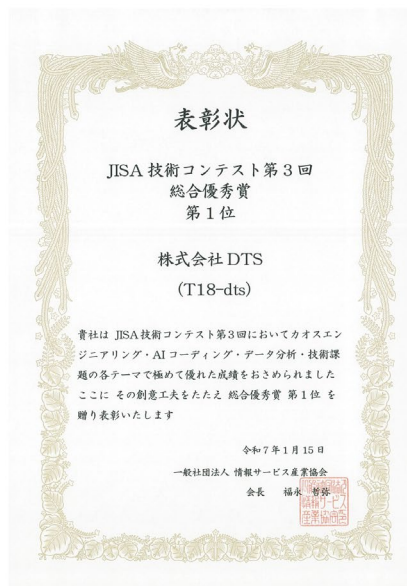 表彰状
JISA 技術コンテスト第3回
総合優秀賞
第1位
株式会社 DTS
(T18-dts)
貴社は JISA技術コンテスト第3回においてカオスエン
ジニアリング・AI コーディング・データ分析・技術課
題の各テーマで極めて優れた成績をおさめられました
ここに その創意工夫をたたえ 総合優秀賞 第1位 を
贈り表彰いたします
令和7年1月15日
一般社団法人 情報サービス産業協会
会長 福永 哲弥